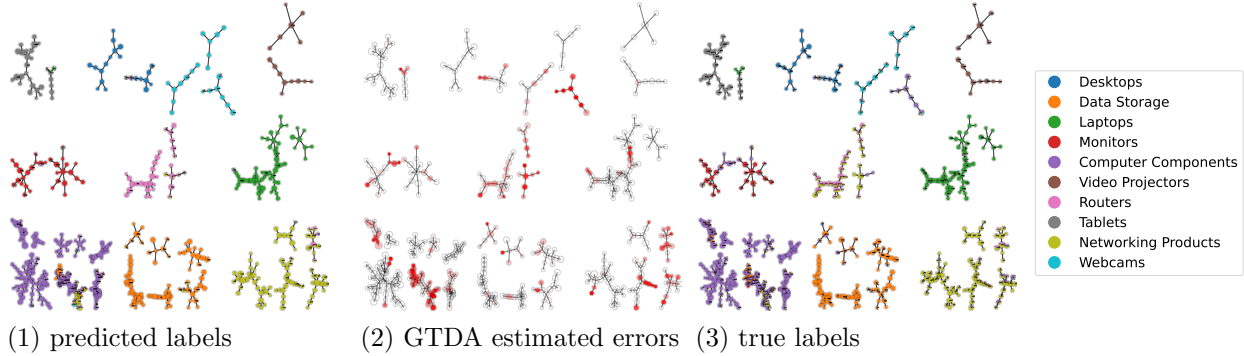 Desktops
Data Storage
Laptops
Monitors
Computer Components
Video Projectors
Routers
Tablets
Networking Products
Webcams
(1) predicted labels (2) GTDA estimated errors (3) true labels